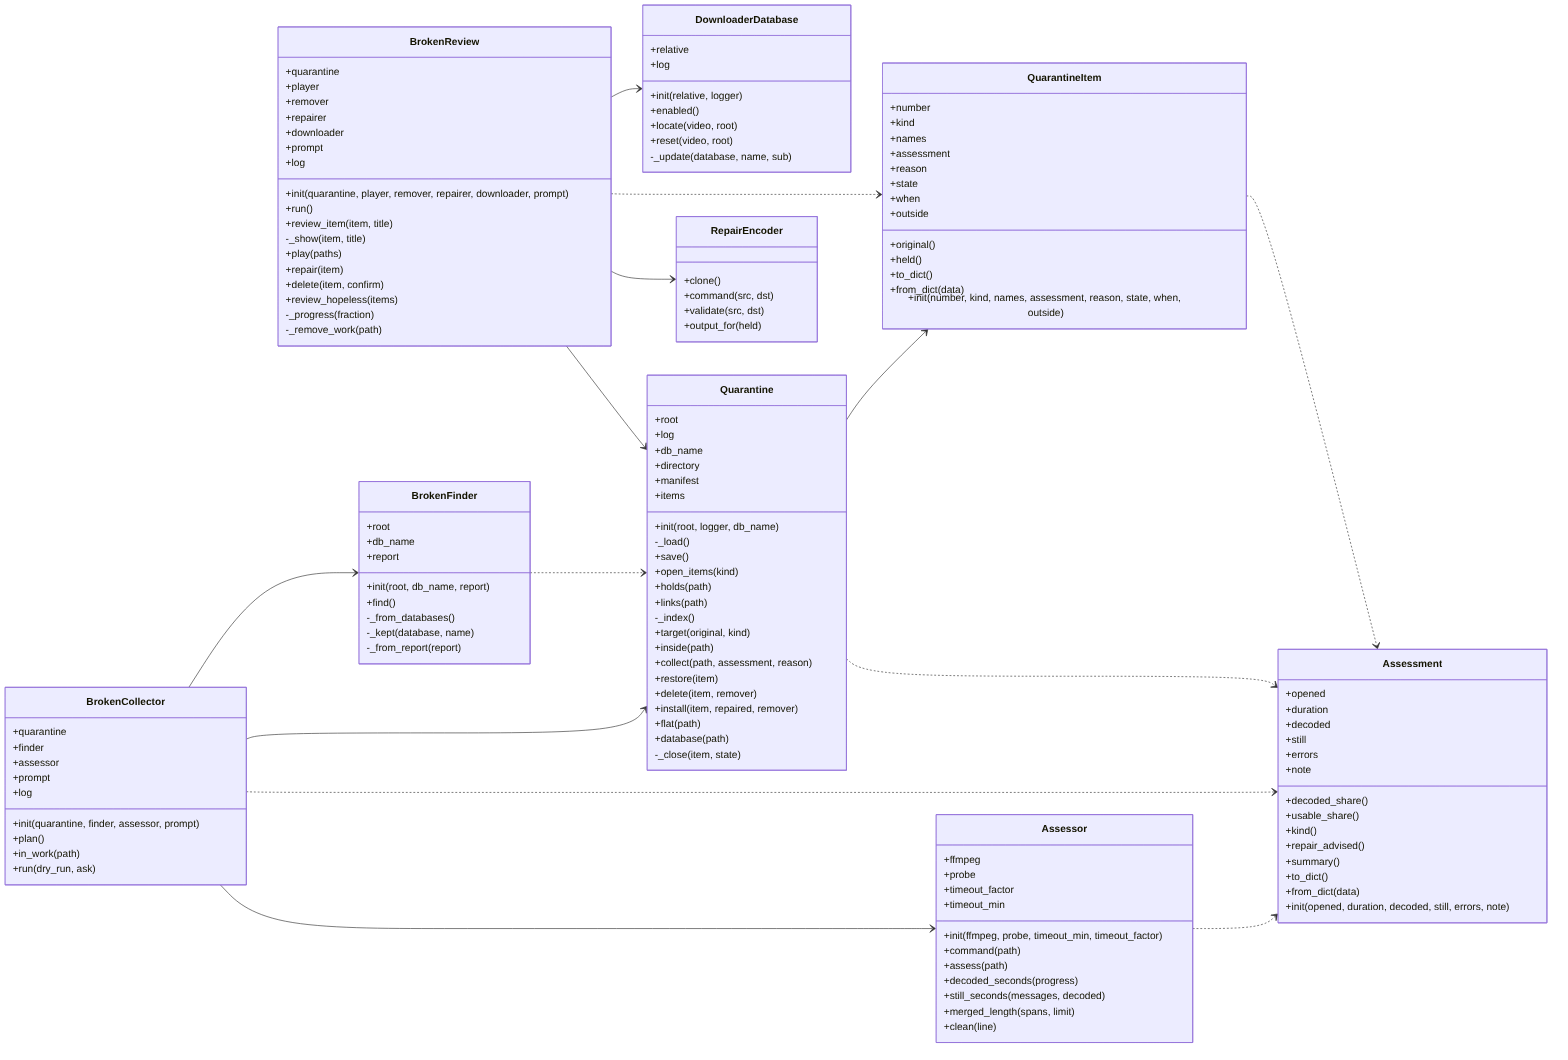 BrokenReview
+quarantine
+player
+remover
+repairer
+downloader
+prompt
+log
+init(quarantine, player, remover, repairer, downloader, prompt)
+run()
+review_item(item, title)
-_show(item, title)
+play(paths)
+repair(item)
+delete(item, confirm)
+review_hopeless(items)
-_progress(fraction)
-_remove_work(path)
DownloaderDatabase
+relative
+log
+init(relative, logger)
+enabled()
+locate(video, root)
+reset(video, root)
-_update(database, name, sub)
QuarantineItem
+number
+kind
+names
+assessment
+reason
+state
+when
+outside
+original()
+held()
+to_dict()
+from_dict(data)
+init(number, kind, names, assessment, reason, state, when,
outside)
RepairEncoder
+clone()
+command(src, dst)
+validate(src, dst)
+output_for(held)
Quarantine
+root
+log
+db_name
+directory
+manifest
+items
+init(root, logger, db_name)
-_load()
+save()
+open_items(kind)
+holds(path)
+links(path)
-_index()
+target(original, kind)
+inside(path)
+collect(path, assessment, reason)
+restore(item)
+delete(item, remover)
+install(item, repaired, remover)
+flat(path)
+database(path)
-_close(item, state)
BrokenFinder
+root
+db_name
+report
+init(root, db_name, report)
+find()
-_from_databases()
-_kept(database, name)
-_from_report(report)
BrokenCollector
+quarantine
+finder
+assessor
+prompt
+log
+init(quarantine, finder, assessor, prompt)
+plan()
+in_work(path)
+run(dry_run, ask)
Assessment
+opened
+duration
+decoded
+still
+errors
+note
+decoded_share()
+usable_share()
+kind()
+repair_advised()
+summary()
+to_dict()
+from_dict(data)
+init(opened, duration, decoded, still, errors, note)
Assessor
+ffmpeg
+probe
+timeout_factor
+timeout_min
+init(ffmpeg, probe, timeout_min, timeout_factor)
+command(path)
+assess(path)
+decoded_seconds(progress)
+still_seconds(messages, decoded)
+merged_length(spans, limit)
+clean(line)